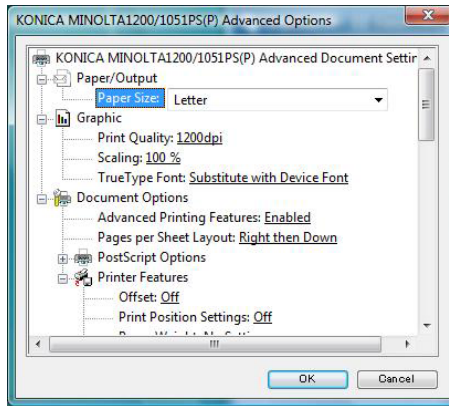 KONICA MINOLTA1200/1051PS(P) Advanced Options
KONICA MINOLTA1200/1051PS(P) Advanced Document Settir
Paper/Output
Paper Size: Letter
Graphic
Print Quality: 1200dpi
Scaling: 100 %
TrueType Font: Substitute with Device Font
Document Options
Advanced Printing Features: Enabled
Pages per Sheet Layout: Right then Down
PostScript Options
Printer Features
Offset: Off
Print Position Settings: Off
OK Cancel